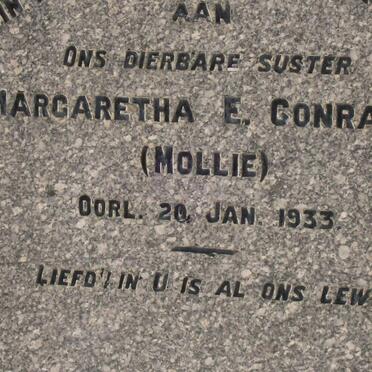 AAN
ONS DIERBARE SUSTER
MARGARETHA E. CONRA
(MOLLIE)
OORL. 20, JAN. 1933.
LIEFD'! IN U IS AL ONS LEW